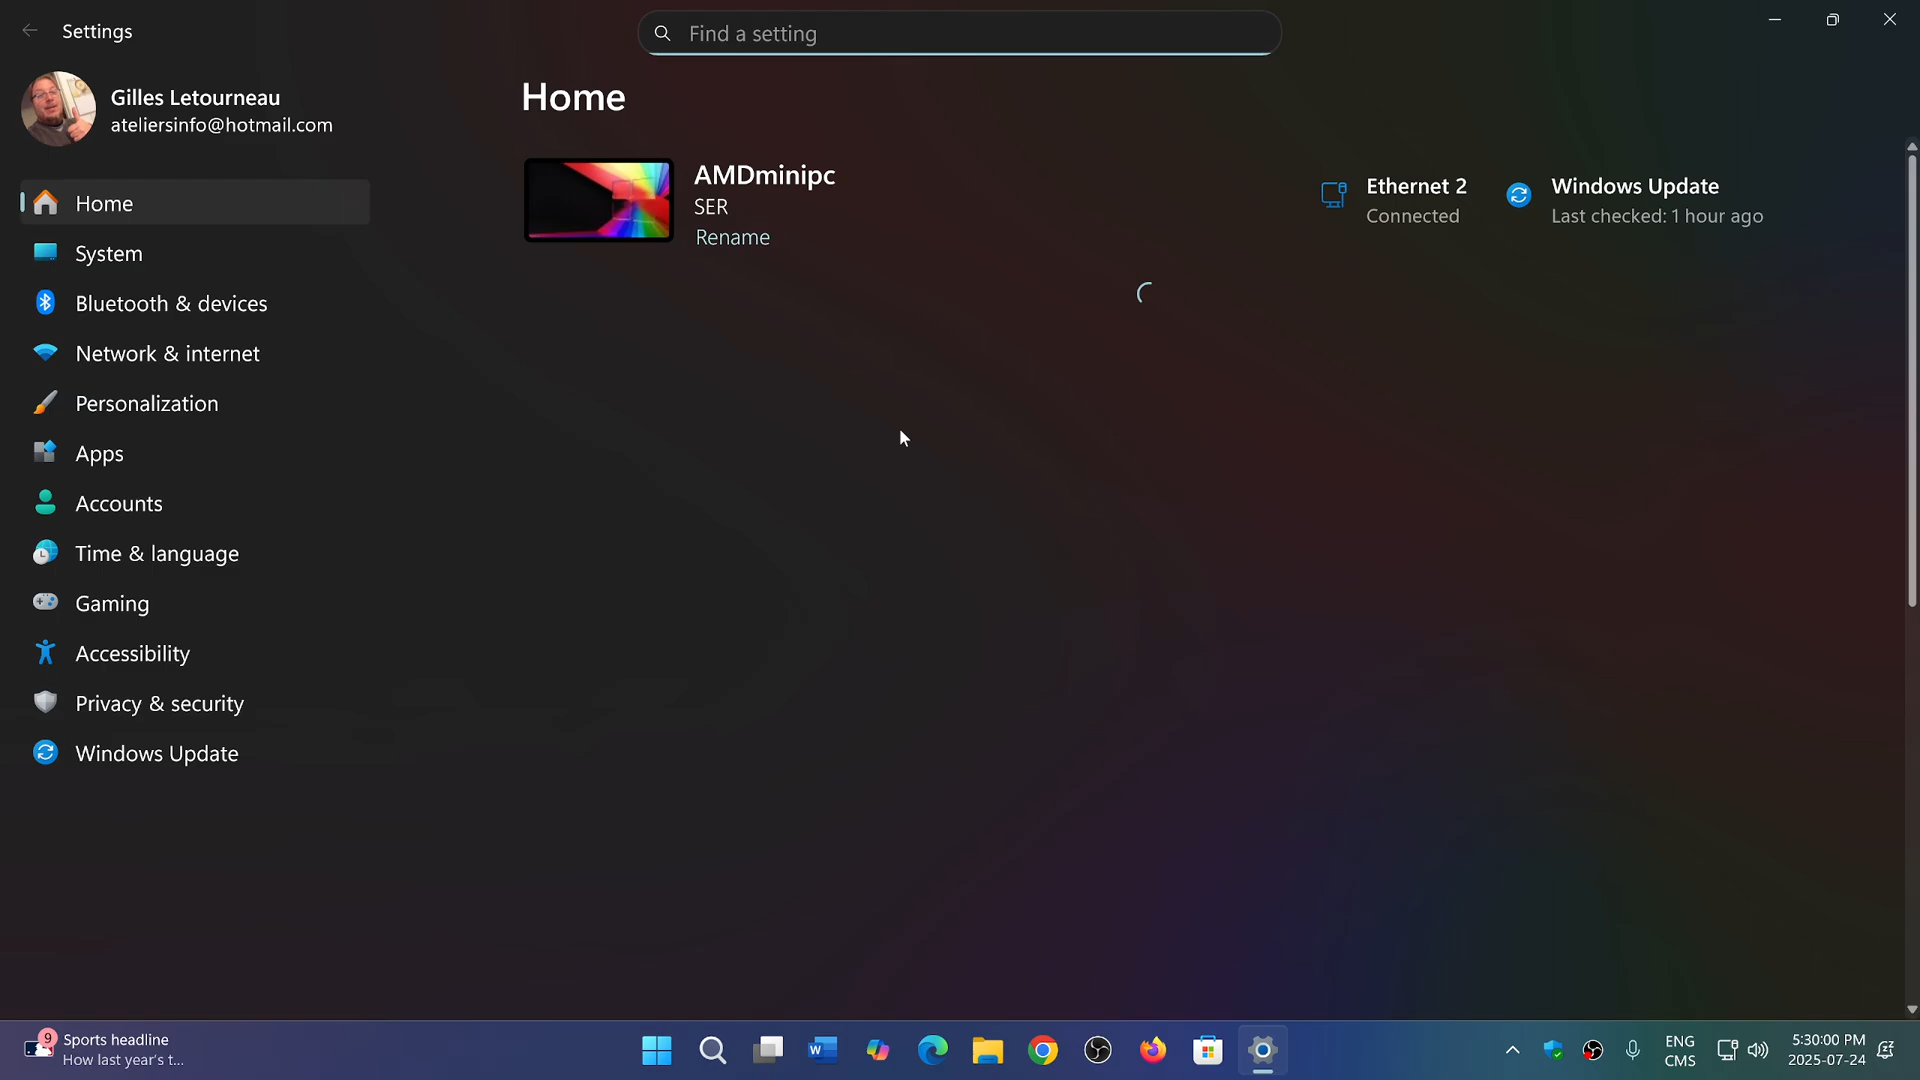 Settings
Find a setting
Gilles Letourneau
ateliersinfo@hotmail.com
Home
System
Bluetooth & devices
Network & internet
Personalization
Apps
Accounts
Time & language
Gaming
Accessibility
Privacy & security
Windows Update
Home
AMDminipc
SER
Rename
Ethernet 2
Connected
Windows Update
Last checked: 1 hour ago
9
Sports headline
How last year's t...
W
ENG
CMS
5:30:00 PM
2025-07-24